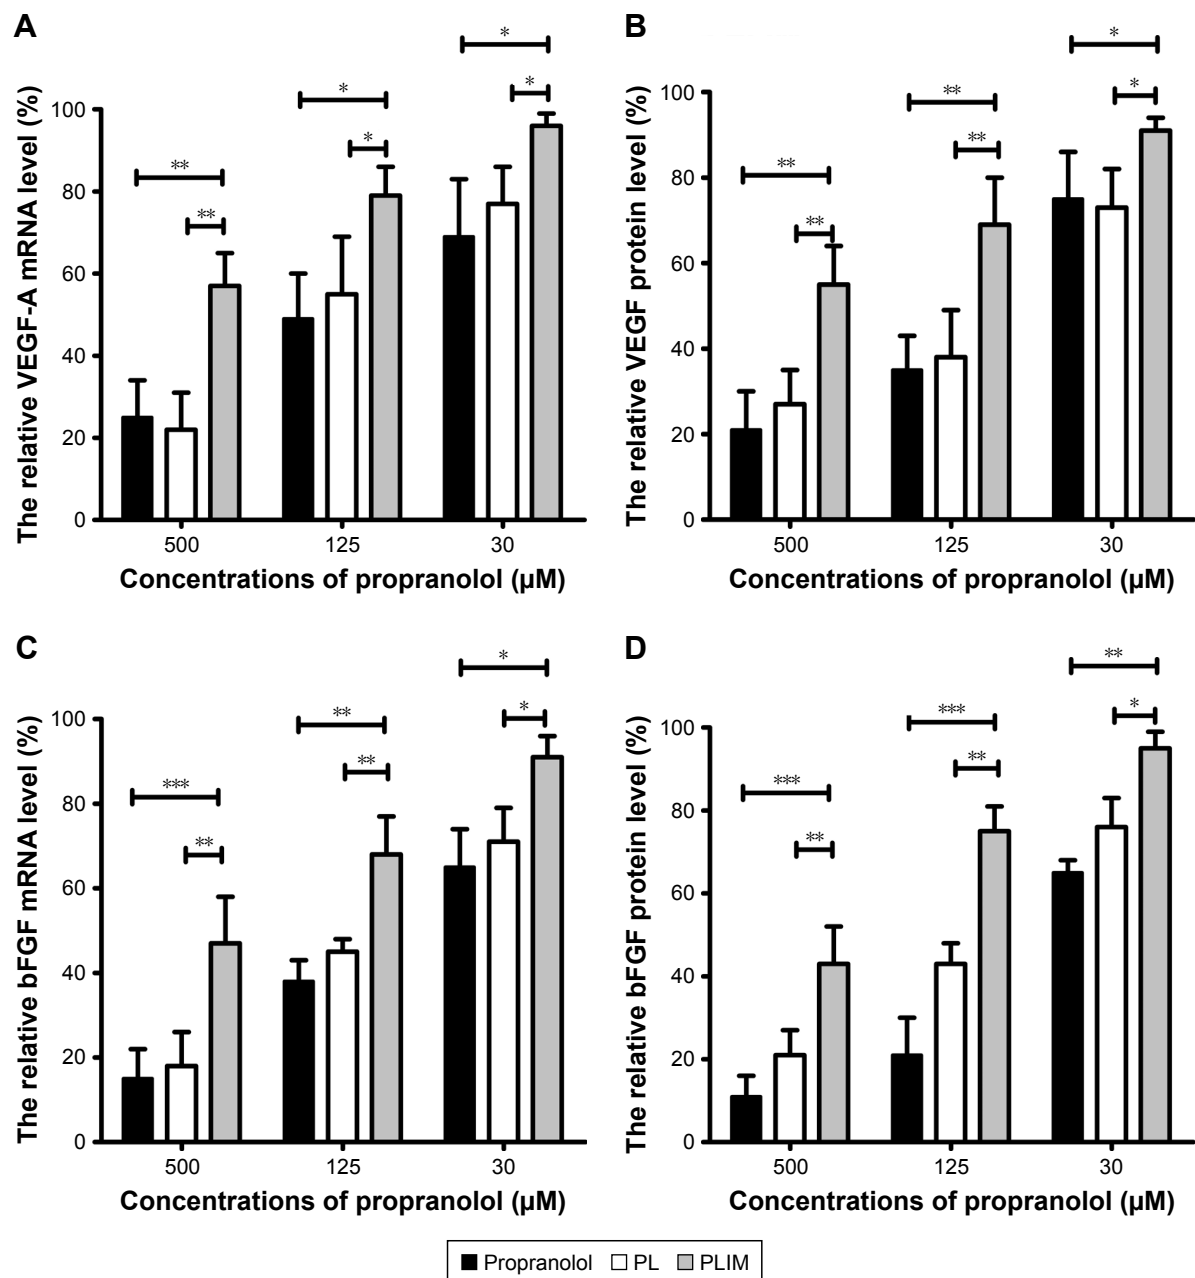 A
The relative VEGF-A mRNA level (%)
100
80
60
40
20
0
**
**
*
*
*
*
500 125 30
Concentrations of propranolol (µM)
B
The relative VEGF protein level (%)
100
80
60
40
20
0
**
**
**
**
*
*
500 125 30
Concentrations of propranolol (µM)
C
The relative bFGF mRNA level (%)
100
80
60
40
20
0
***
**
**
**
*
*
500 125 30
Concentrations of propranolol (µM)
D
The relative bFGF protein level (%)
100
80
60
40
20
0
***
**
***
**
**
*
500 125 30
Concentrations of propranolol (µM)
Propranolol PL PLIM